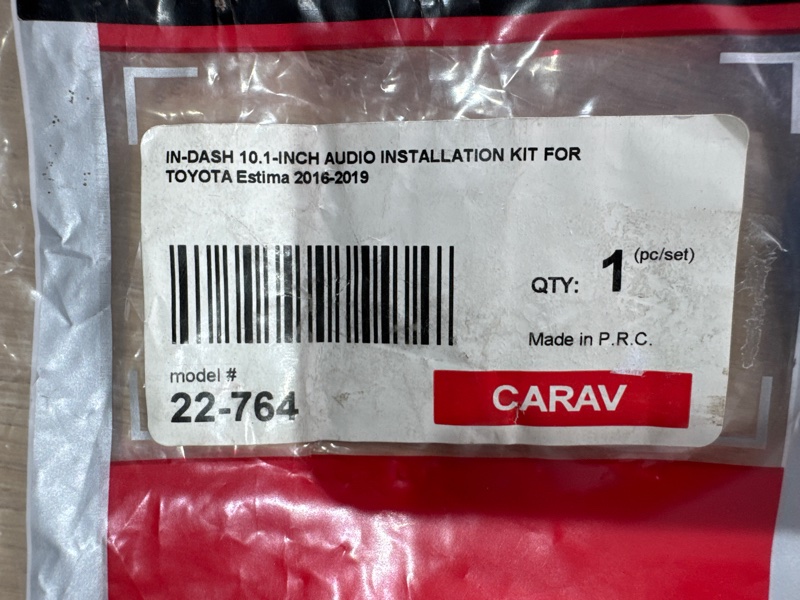 IN-DASH 10.1-INCH AUDIO INSTALLATION KIT FOR
TOYOTA Estima 2016-2019
QTY: 1 (pc/set)
Made in P.R.C.
model #
22-764
CARAV